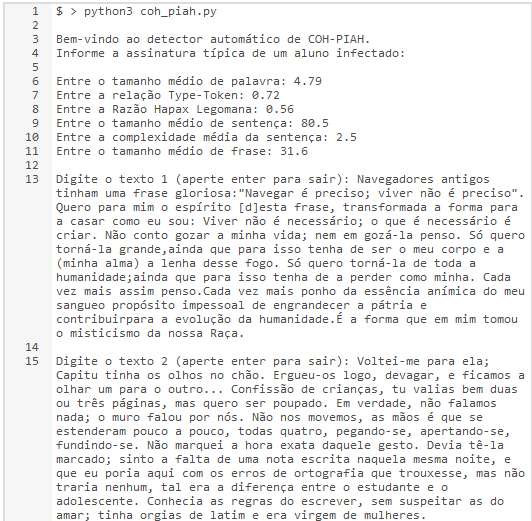 1 $ > python3 coh_piah.py
2
3 Bem-vindo ao detector automático de COH-PIAH.
4 Informe a assinatura típica de um aluno infectado:
5
6 Entre o tamanho médio de palavra: 4.79
7 Entre a relação Type-Token: 0.72
8 Entre a Razão Hapax Legomana: 0.56
9 Entre o tamanho médio de sentença: 80.5
10 Entre a complexidade média da sentença: 2.5
11 Entre o tamanho médio de frase: 31.6
12
13 Digite o texto 1 (aperte enter para sair): Navegadores antigos
tinham uma frase gloriosa:"Navegar é preciso; viver não é preciso".
Quero para mim o espírito [d]esta frase, transformada a forma para
a casar como eu sou: Viver não é necessário; o que é necessário é
criar. Não conto gozar a minha vida; nem em gozá-la penso. Só quero
torná-la grande,ainda que para isso tenha de ser o meu corpo e a
(minha alma) a lenha desse fogo. Só quero torná-la de toda a
humanidade;ainda que para isso tenha de a perder como minha. Cada
vez mais assim penso.Cada vez mais ponho da essência anímica do meu
sangueo propósito impessoal de engrandecer a pátria e
contribuirpara a evolução da humanidade.É a forma que em mim tomou
o misticismo da nossa Raça.
14
15 Digite o texto 2 (aperte enter para sair): Voltei-me para ela;
Capitu tinha os olhos no chão. Ergueu-os logo, devagar, e ficamos a
olhar um para o outro... Confissão de crianças, tu valias bem duas
ou três páginas, mas quero ser poupado. Em verdade, não falamos
nada; o muro falou por nós. Não nos movemos, as mãos é que se
estenderam pouco a pouco, todas quatro, pegando-se, apertando-se,
fundindo-se. Não marquei a hora exata daquele gesto. Devia tê-la
marcado; sinto a falta de uma nota escrita naquela mesma noite, e
que eu poria aqui com os erros de ortografia que trouxesse, mas não
traria nenhum, tal era a diferença entre o estudante e o
adolescente. Conhecia as regras do escrever, sem suspeitar as do
amar; tinha orgias de latim e era virgem de mulheres.